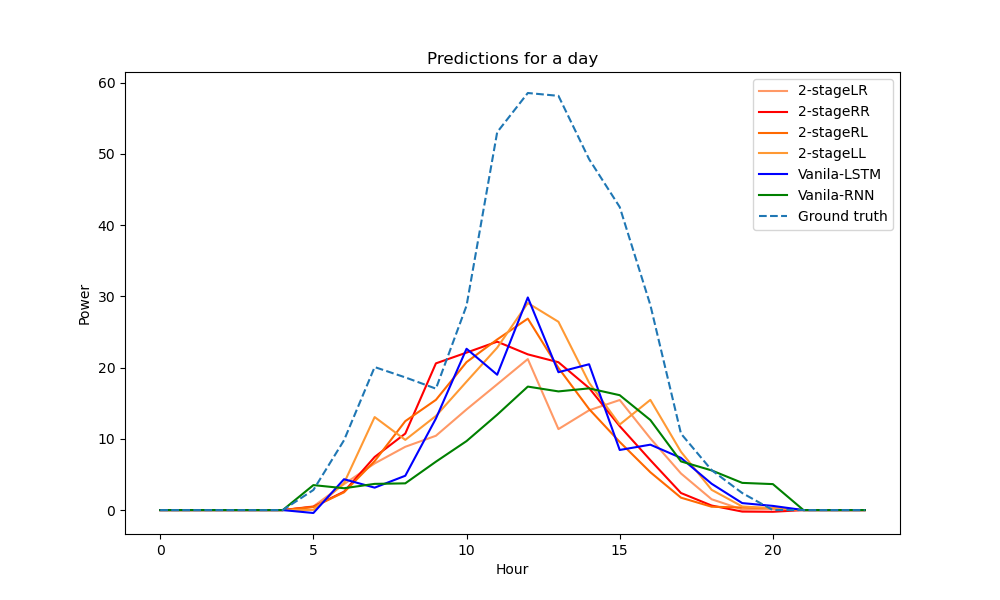 Predictions for a day
60
50
40
30
20
10
0
Power
0 5 10 15 20
Hour
2-stageLR
2-stageRR
2-stageRL
2-stageLL
Vanila-LSTM
Vanila-RNN
Ground truth